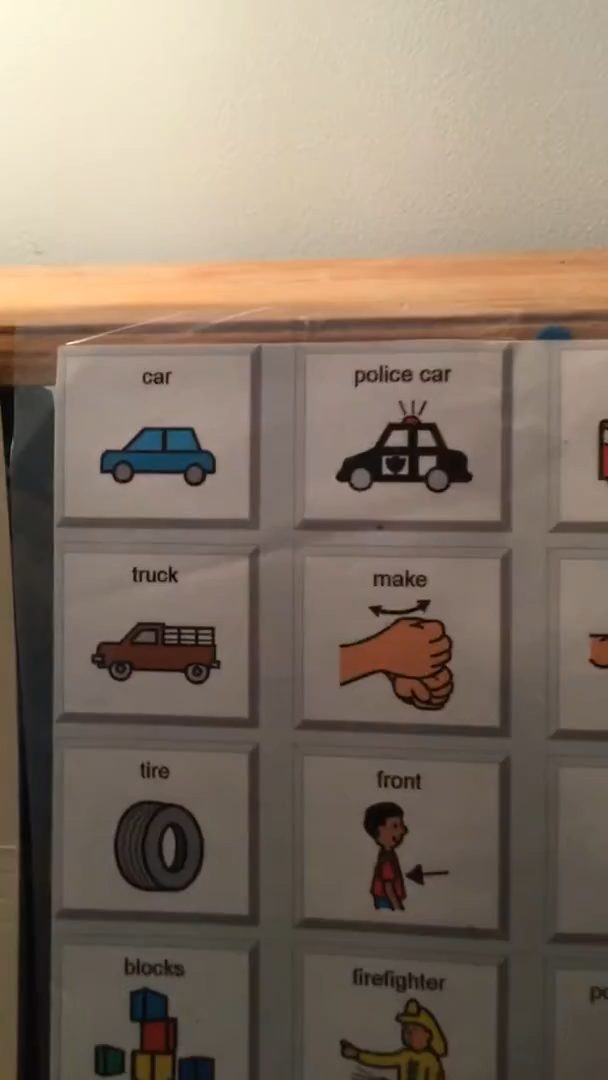 car
police car
truck
make
tire
front
blocks
firefighter